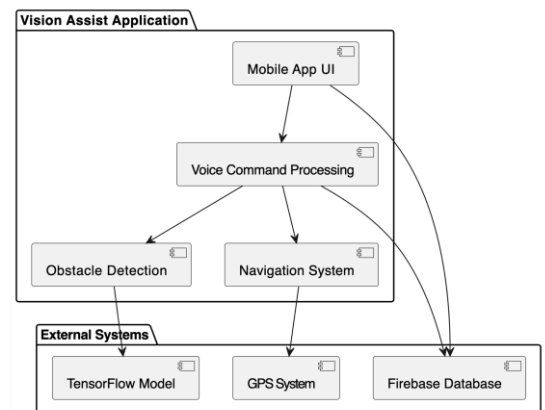 Vision Assist Application
Mobile App UI
Voice Command Processing
Obstacle Detection
Navigation System
External Systems
TensorFlow Model
GPS System
Firebase Database